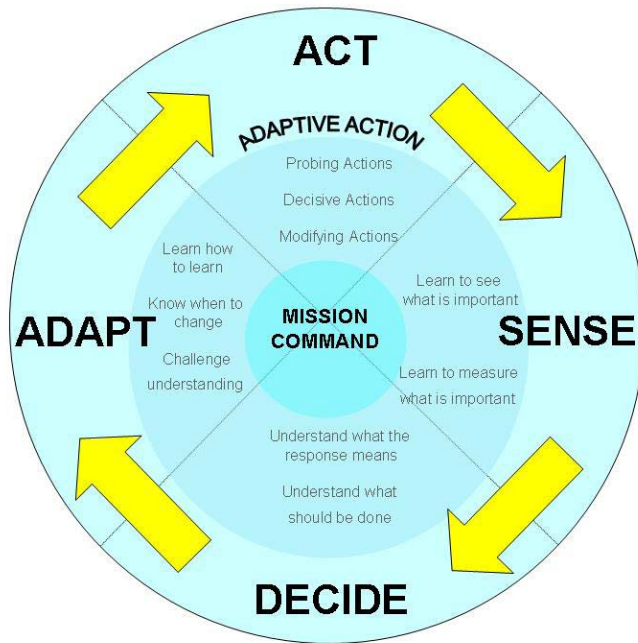 ACT
ADAPTIVE ACTION
Probing Actions
Decisive Actions
Modifying Actions
Learn how
to learn
Know when to
change
Challenge
understanding
ADAPT
MISSION
COMMAND
Learn to see
what is important
SENSE
Learn to measure
what is important
Understand what the
response means
Understand what
should be done
DECIDE